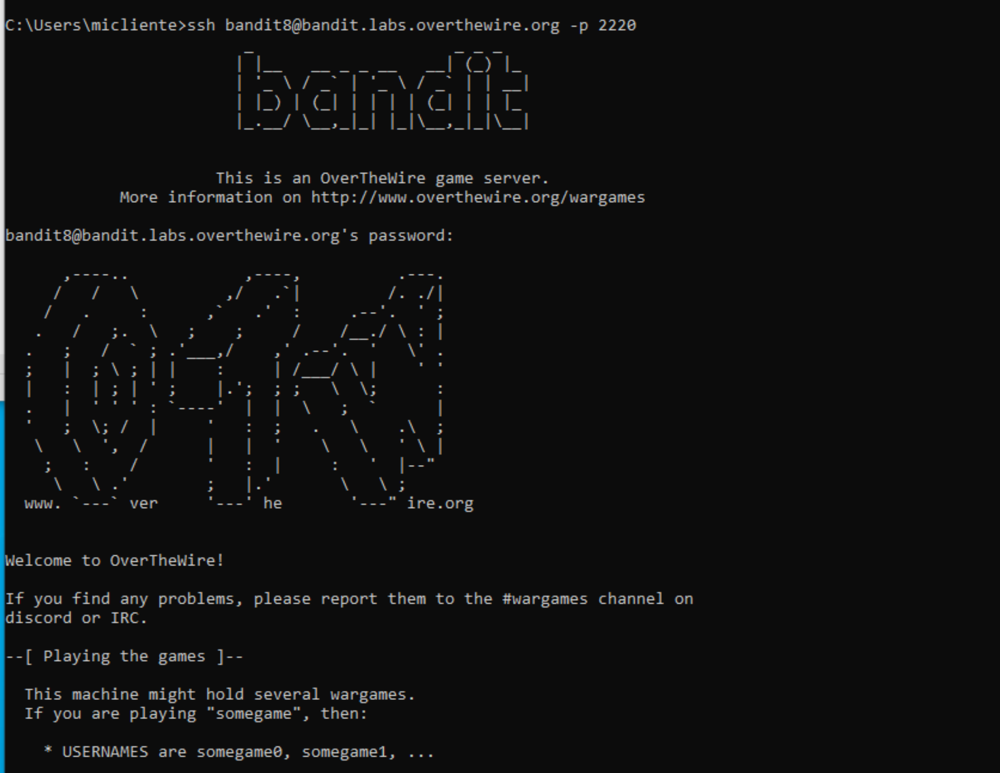 C:\Users\micliente>ssh bandit8@bandit.labs.overthewire.org -p 2220
bandit
This is an OverTheWire game server.
More information on http://www.overthewire.org/wargames
bandit8@bandit.labs.overthewire.org's password:
www. `---` ver '---' he '---" ire.org
Welcome to OverTheWire!
If you find any problems, please report them to the #wargames channel on
discord or IRC.
--[ Playing the games ]--
This machine might hold several wargames.
If you are playing "somegame", then:
* USERNAMES are somegame0, somegame1, ...